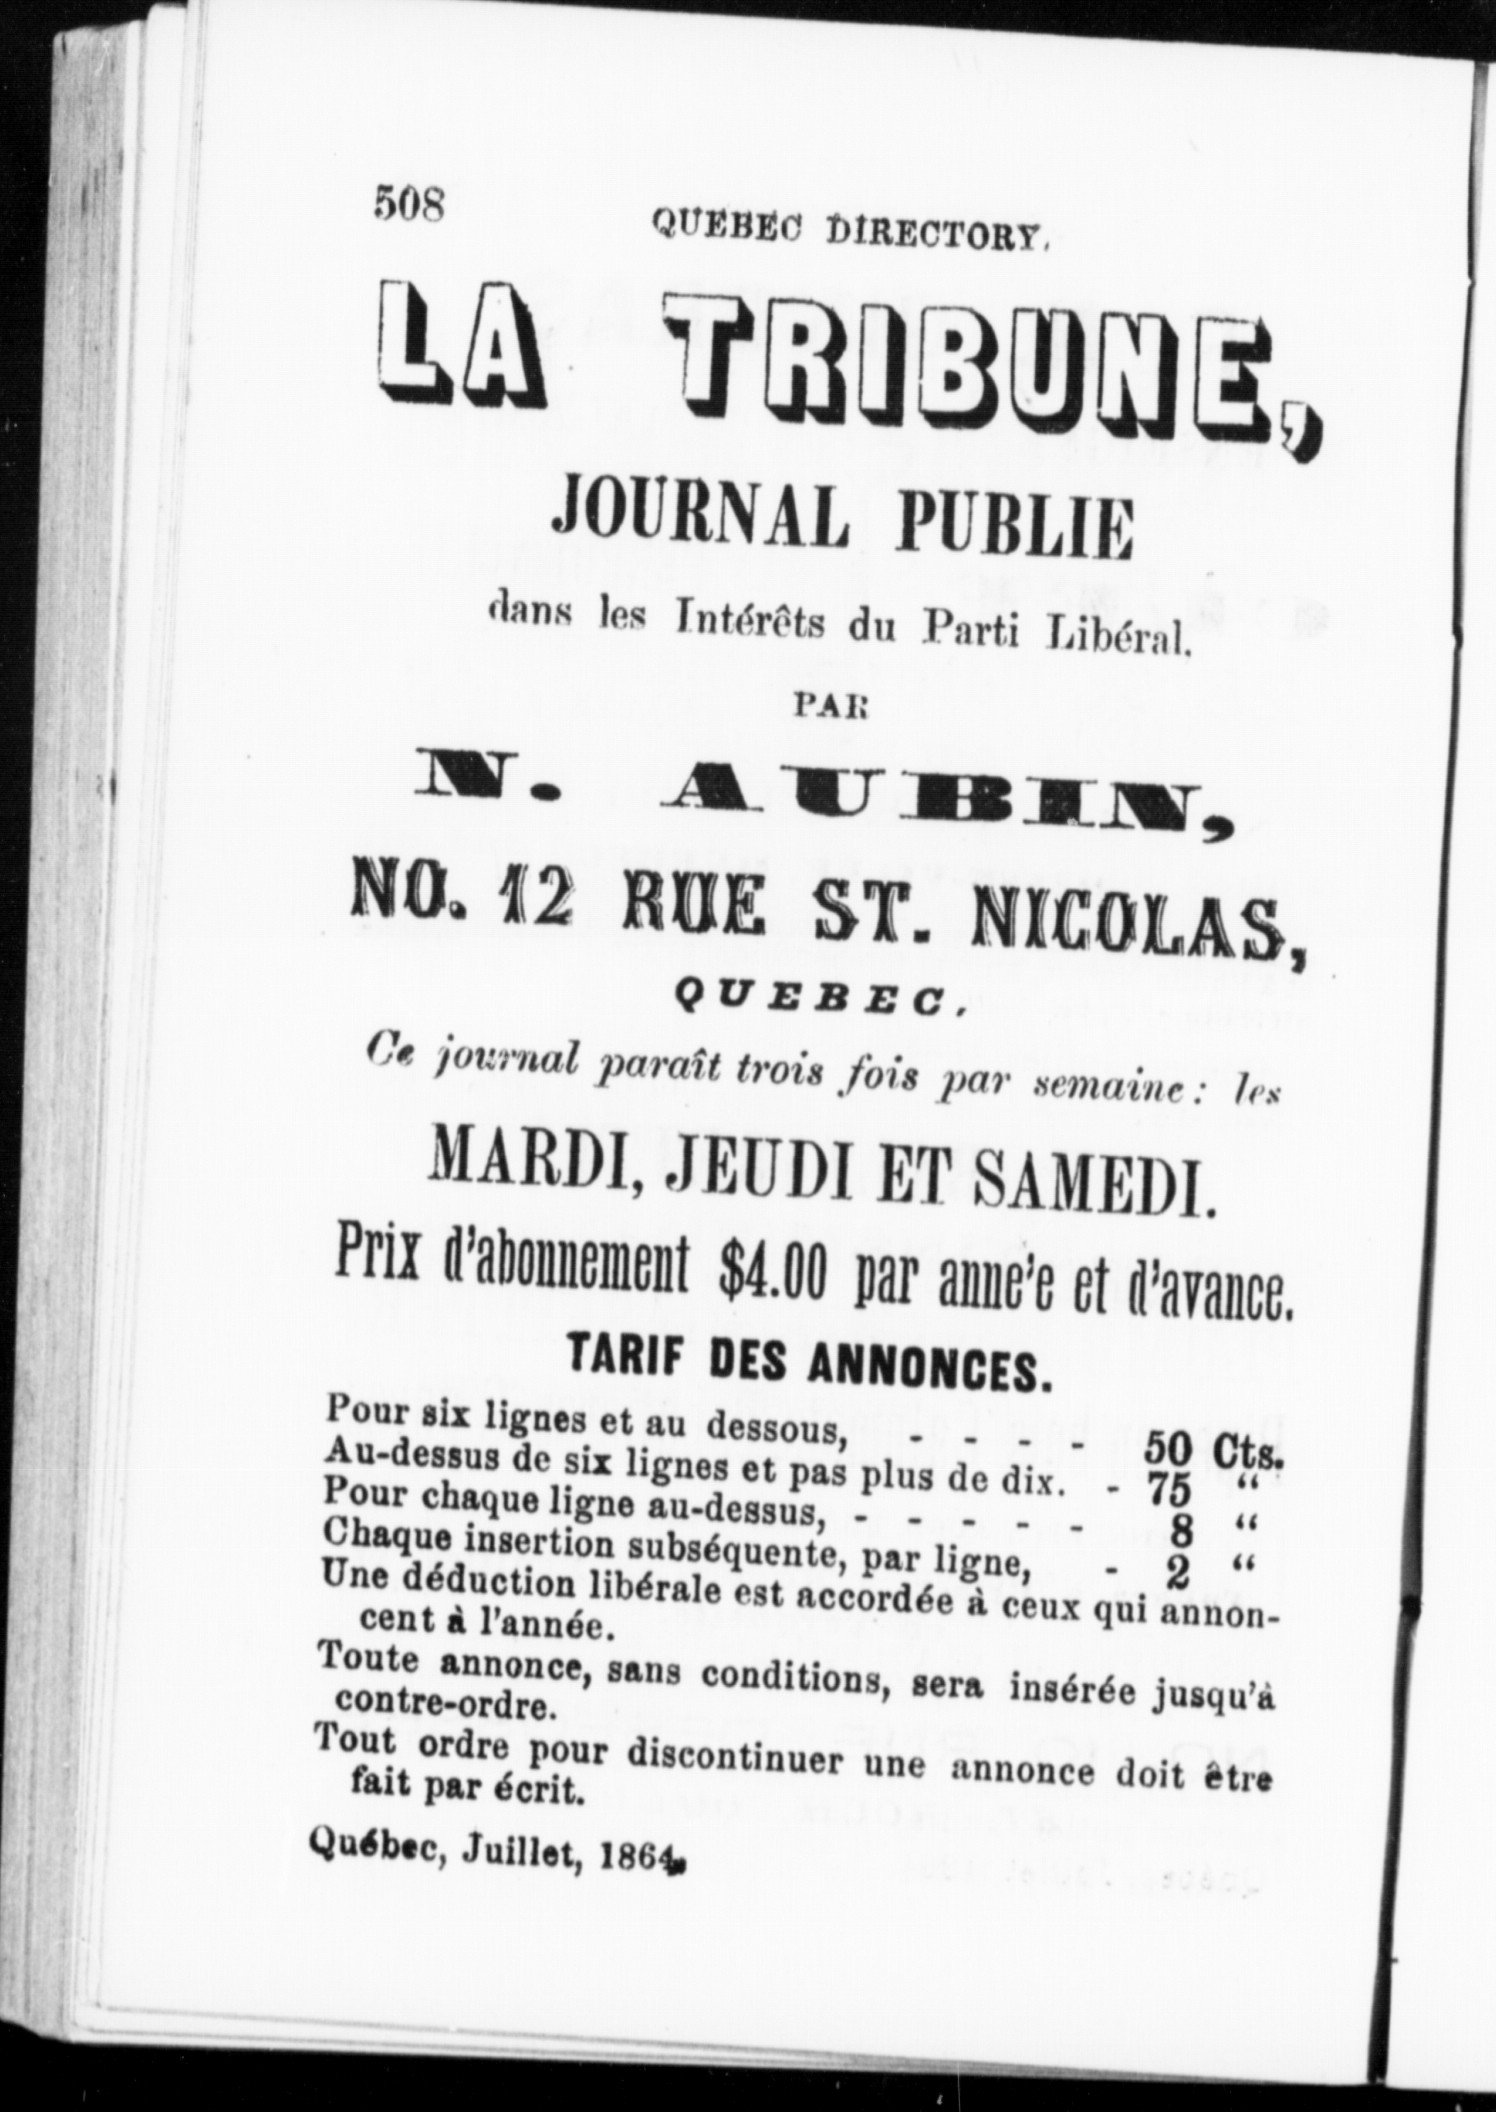 508
QUEBEC DIRECTORY.
LA TRIBUNE,
JOURNAL PUBLIE
dans les Intérêts du Parti Libéral.
PAR
N. AUBIN,
NO. 12 RUE ST. NICOLAS,
QUEBEC.
Ce journal paraît trois fois par semaine: les
MARDI, JEUDI ET SAMEDI.
Prix d'abonnement $4.00 par anne'e et d'avance.
TARIF DES ANNONCES.
Pour six lignes et au dessous, - - - - 50 Cts.
Au-dessus de six lignes et pas plus de dix. - 75 “
Pour chaque ligne au-dessus, - - - - - 8 “
Chaque insertion subséquente, par ligne, - 2 “
Une déduction libérale est accordée à ceux qui annon-
cent à l'année.
Toute annonce, sans conditions, sera insérée jusqu'à
contre-ordre.
Tout ordre pour discontinuer une annonce doit être
fait par écrit.
Québec, Juillet, 1864.